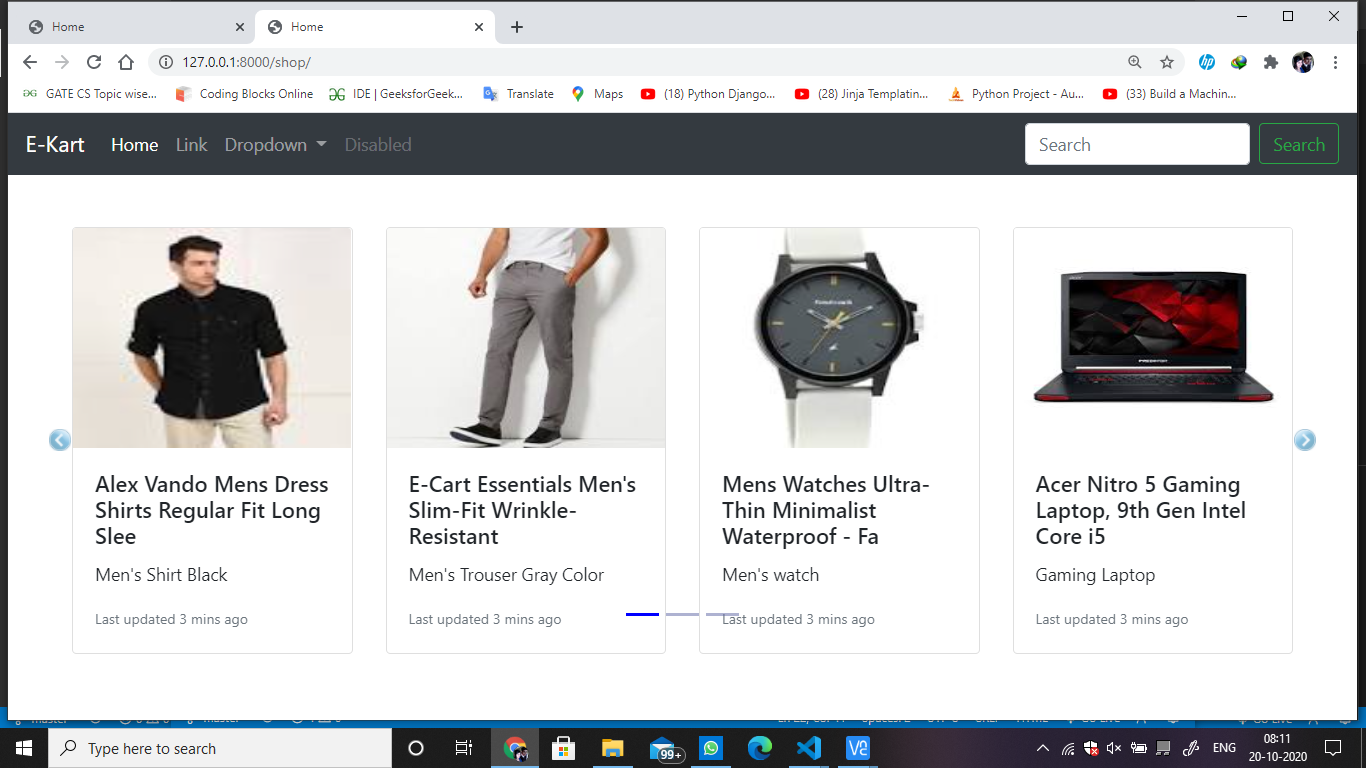 Home
Home
127.0.0.1:8000/shop/
GATE CS Topic wise... Coding Blocks Online IDE | GeeksforGeek... Translate Maps (18) Python Django... (28) Jinja Templatin... Python Project - Au... (33) Build a Machin...
E-Kart Home Link Dropdown Disabled Search Search
Alex Vando Mens Dress
Shirts Regular Fit Long
Slee
Men's Shirt Black
Last updated 3 mins ago
E-Cart Essentials Men's
Slim-Fit Wrinkle-
Resistant
Men's Trouser Gray Color
Last updated 3 mins ago
Mens Watches Ultra-
Thin Minimalist
Waterproof - Fa
Men's watch
Last updated 3 mins ago
PREDATOR
Acer Nitro 5 Gaming
Laptop, 9th Gen Intel
Core i5
Gaming Laptop
Last updated 3 mins ago
Type here to search
99+
ENG
08:11
20-10-2020